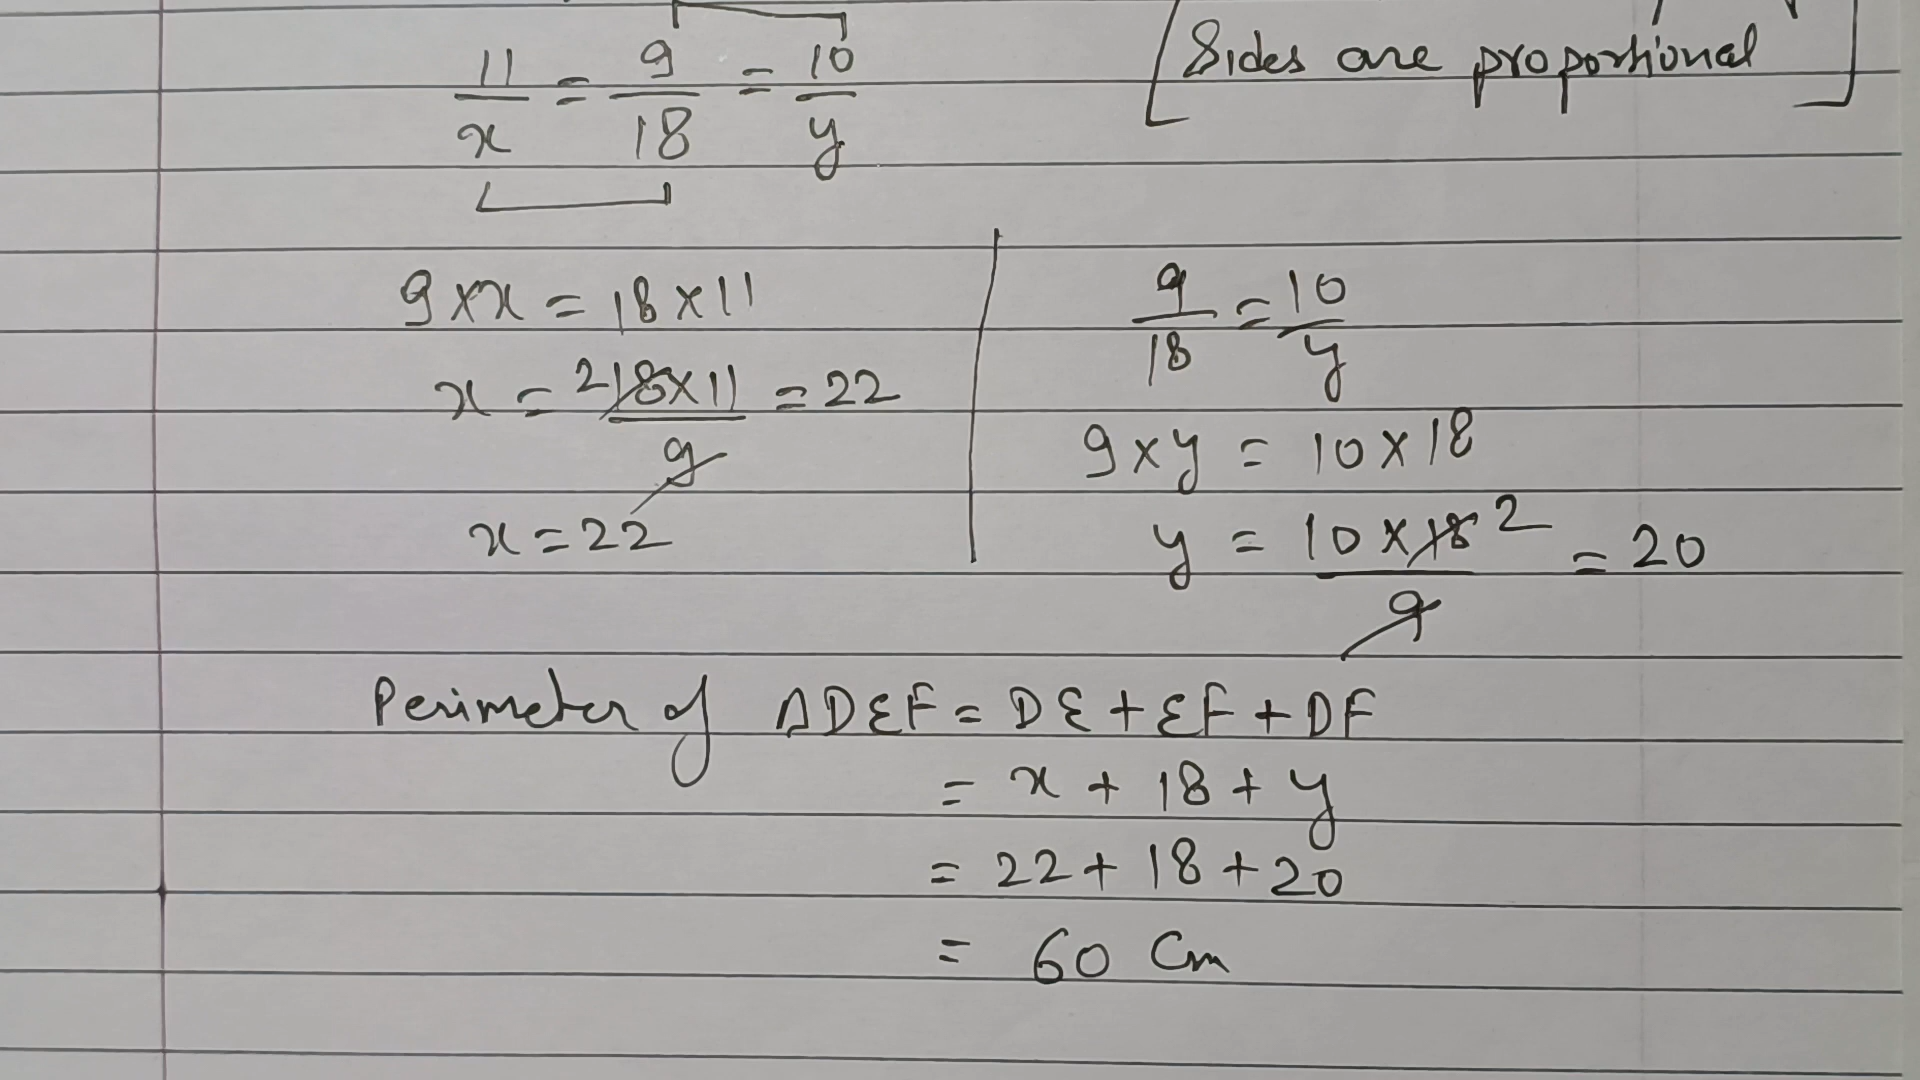 11/x = 9/18 = 10/y
[Sides are proportional]
9 × x = 18 × 11
x = 2 18 × 11 / 9 = 22
x = 22
9/18 = 10/y
9 × y = 10 × 18
y = 10 × 18 2 / 9 = 20
Perimeter of ΔDEF = DE + EF + DF
= x + 18 + y
= 22 + 18 + 20
= 60 Cm